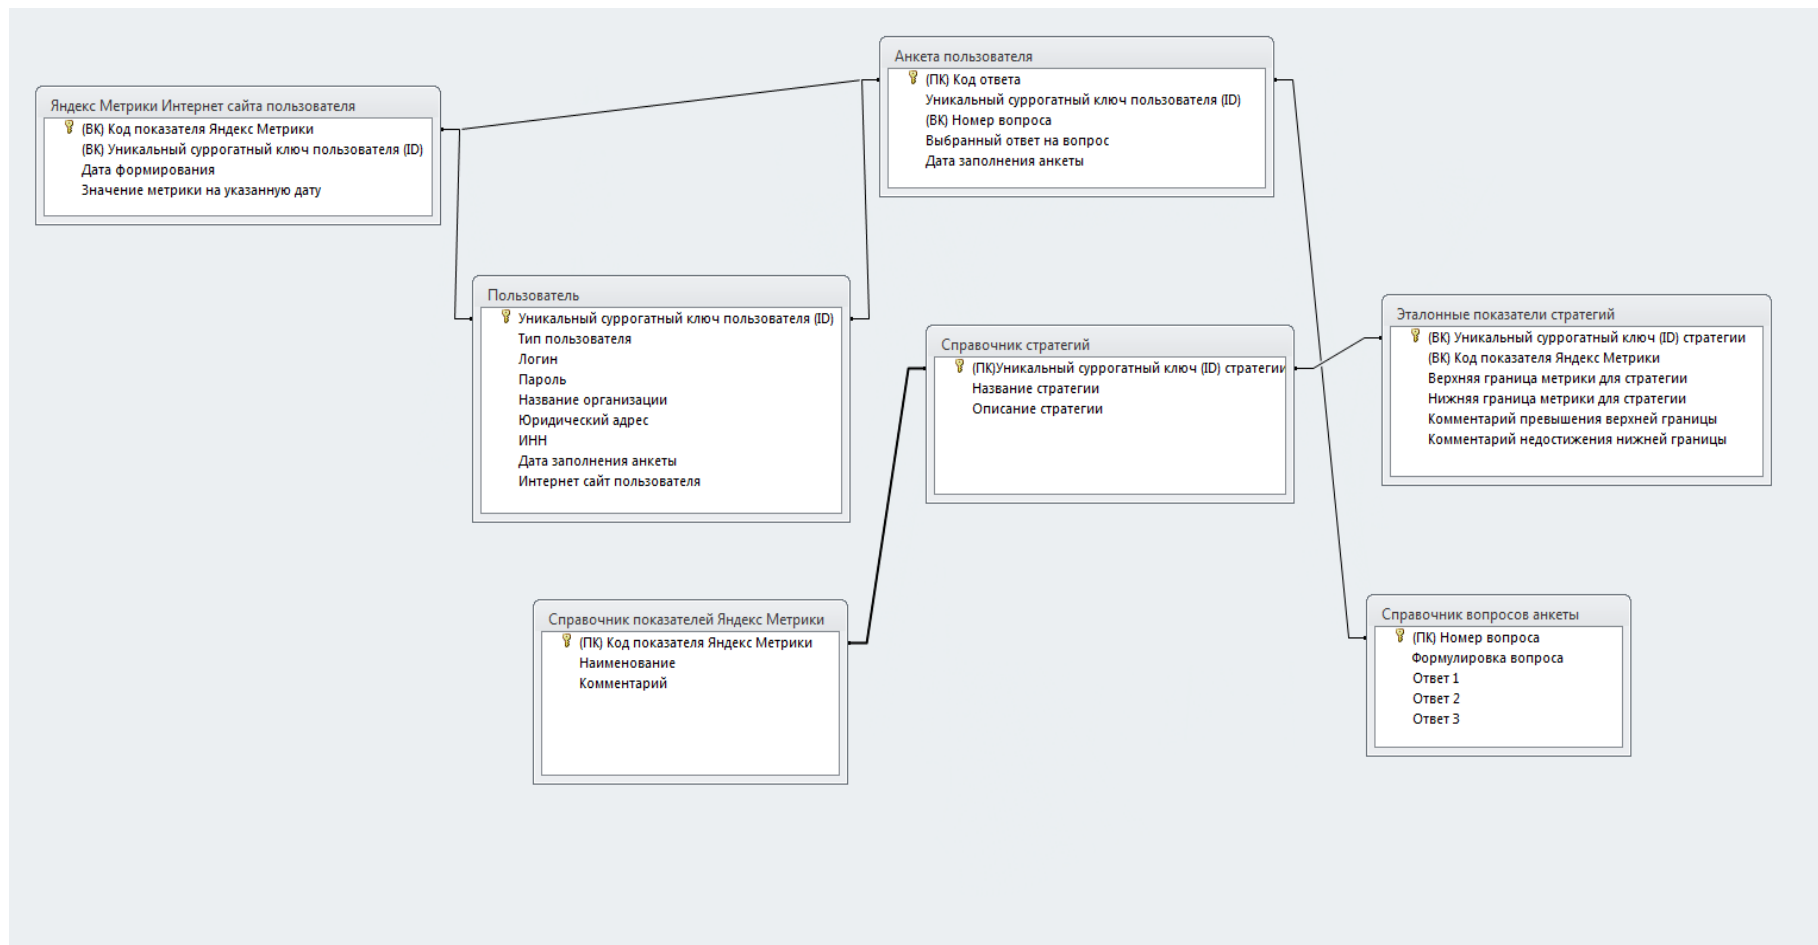 Яндекс Метрики Интернет сайта пользователя
(ВК) Код показателя Яндекс Метрики
(ВК) Уникальный суррогатный ключ пользователя (ID)
Дата формирования
Значение метрики на указанную дату
Анкета пользователя
(ПК) Код ответа
Уникальный суррогатный ключ пользователя (ID)
(ВК) Номер вопроса
Выбранный ответ на вопрос
Дата заполнения анкеты
Пользователь
Уникальный суррогатный ключ пользователя (ID)
Тип пользователя
Логин
Пароль
Название организации
Юридический адрес
ИНН
Дата заполнения анкеты
Интернет сайт пользователя
Справочник стратегий
(ПК)Уникальный суррогатный ключ (ID) стратегии
Название стратегии
Описание стратегии
Эталонные показатели стратегий
(ВК) Уникальный суррогатный ключ (ID) стратегии
(ВК) Код показателя Яндекс Метрики
Верхняя граница метрики для стратегии
Нижняя граница метрики для стратегии
Комментарий превышения верхней границы
Комментарий недостижения нижней границы
Справочник показателей Яндекс Метрики
(ПК) Код показателя Яндекс Метрики
Наименование
Комментарий
Справочник вопросов анкеты
(ПК) Номер вопроса
Формулировка вопроса
Ответ 1
Ответ 2
Ответ 3